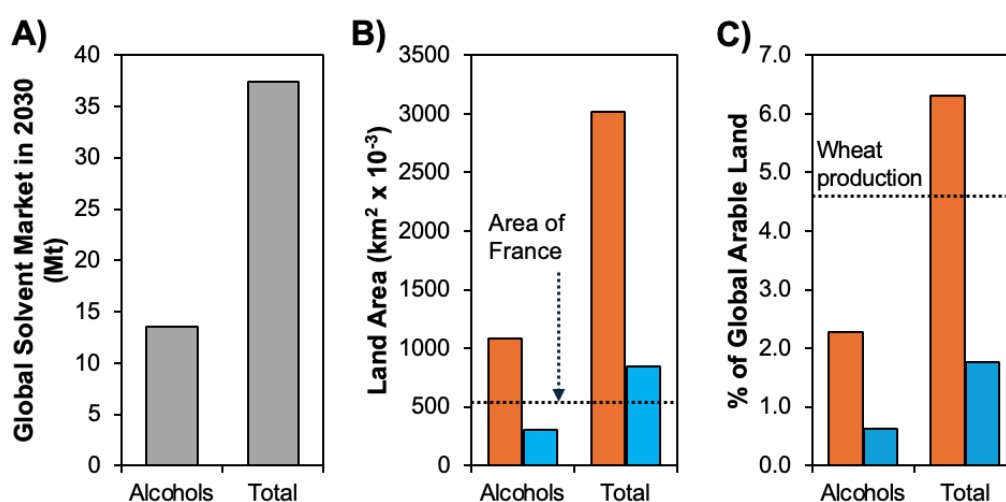 A)
Global Solvent Market in 2030
(Mt)
40
35
30
25
20
15
10
5
0
Alcohols Total
B)
Land Area (km² x 10⁻³)
3500
3000
2500
2000
1500
1000
500
0
Area of
France
Alcohols Total
C)
% of Global Arable Land
7.0
6.0
5.0
4.0
3.0
2.0
1.0
0.0
Wheat
production
Alcohols Total